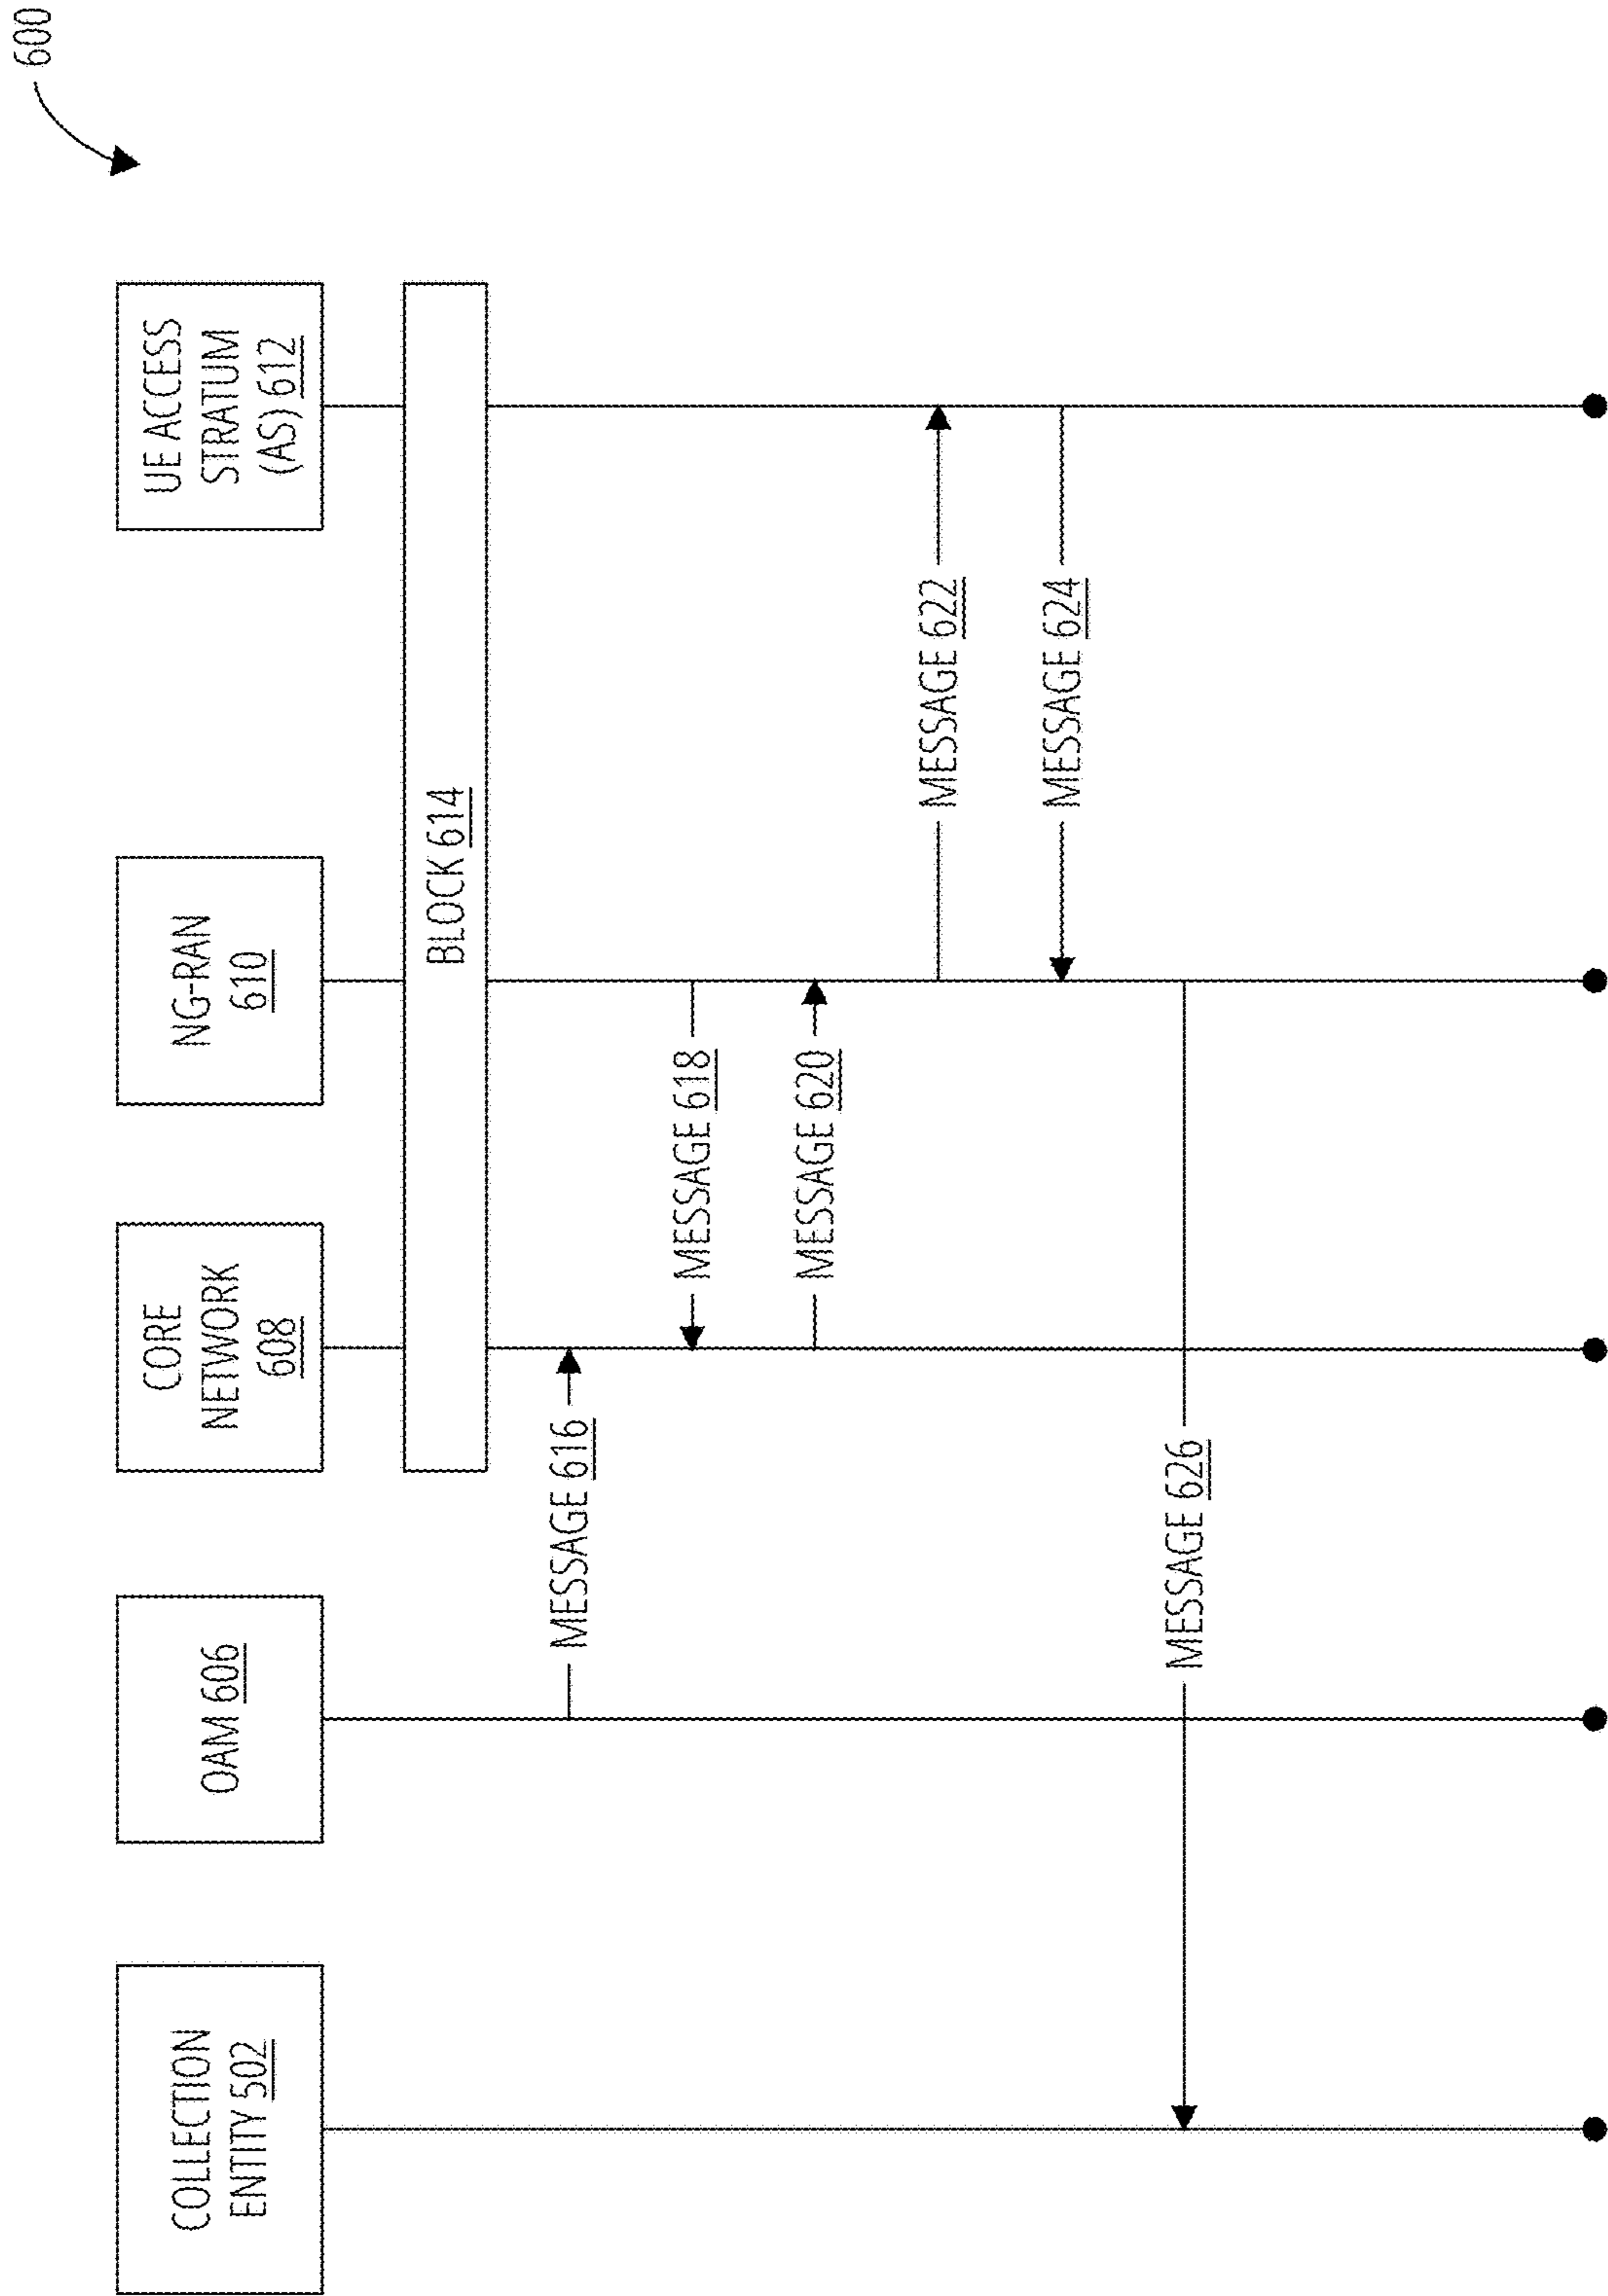 600
COLLECTION
ENTITY 502
OAM 606
CORE
NETWORK
608
NG-RAN
610
UE ACCESS
STRATUM
(AS) 612
BLOCK 614
MESSAGE 616
MESSAGE 618
MESSAGE 620
MESSAGE 622
MESSAGE 624
MESSAGE 626